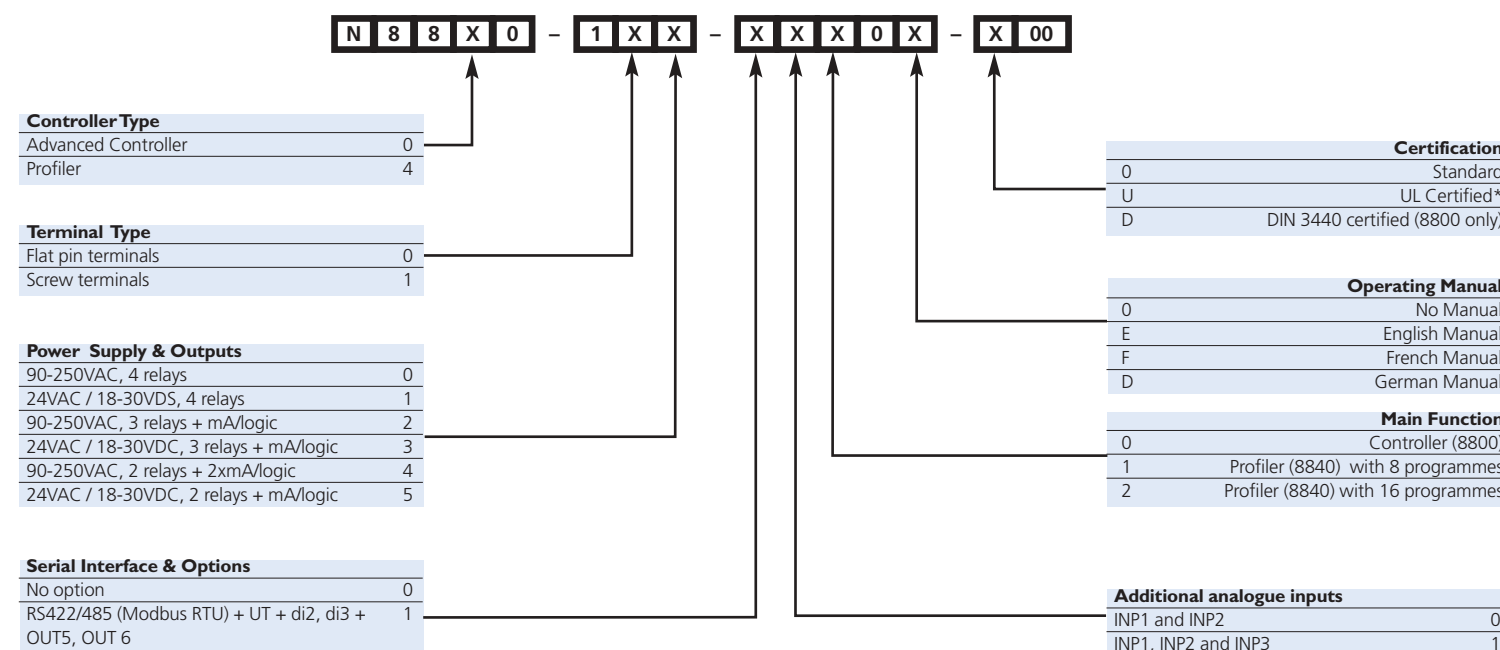 N 8 8 X 0 – 1 X X – X X X 0 X – X 00
Controller Type
Advanced Controller 0
Profiler 4
Terminal Type
Flat pin terminals 0
Screw terminals 1
Power Supply & Outputs
90-250VAC, 4 relays 0
24VAC / 18-30VDS, 4 relays 1
90-250VAC, 3 relays + mA/logic 2
24VAC / 18-30VDC, 3 relays + mA/logic 3
90-250VAC, 2 relays + 2xmA/logic 4
24VAC / 18-30VDC, 2 relays + mA/logic 5
Serial Interface & Options
No option 0
RS422/485 (Modbus RTU) + UT + di2, di3 + 1
OUT5, OUT 6
Certification
0 Standard
U UL Certified*
D DIN 3440 certified (8800 only)
Operating Manual
0 No Manual
E English Manual
F French Manual
D German Manual
Main Function
0 Controller (8800)
1 Profiler (8840) with 8 programmes
2 Profiler (8840) with 16 programmes
Additional analogue inputs
INP1 and INP2 0
INP1, INP2 and INP3 1